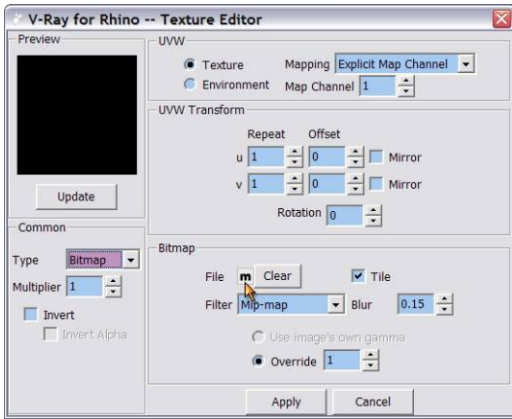 V-Ray for Rhino -- Texture Editor
Preview
Update
Common
Type Bitmap
Multiplier 1
Invert
Invert Alpha
UVW
Texture Mapping Explicit Map Channel
Environment Map Channel 1
UVW Transform
Repeat Offset
u 1 0 Mirror
v 1 0 Mirror
Rotation 0
Bitmap
File m Clear Tile
Filter Mip-map Blur 0.15
Use image's own gamma
Override 1
Apply Cancel